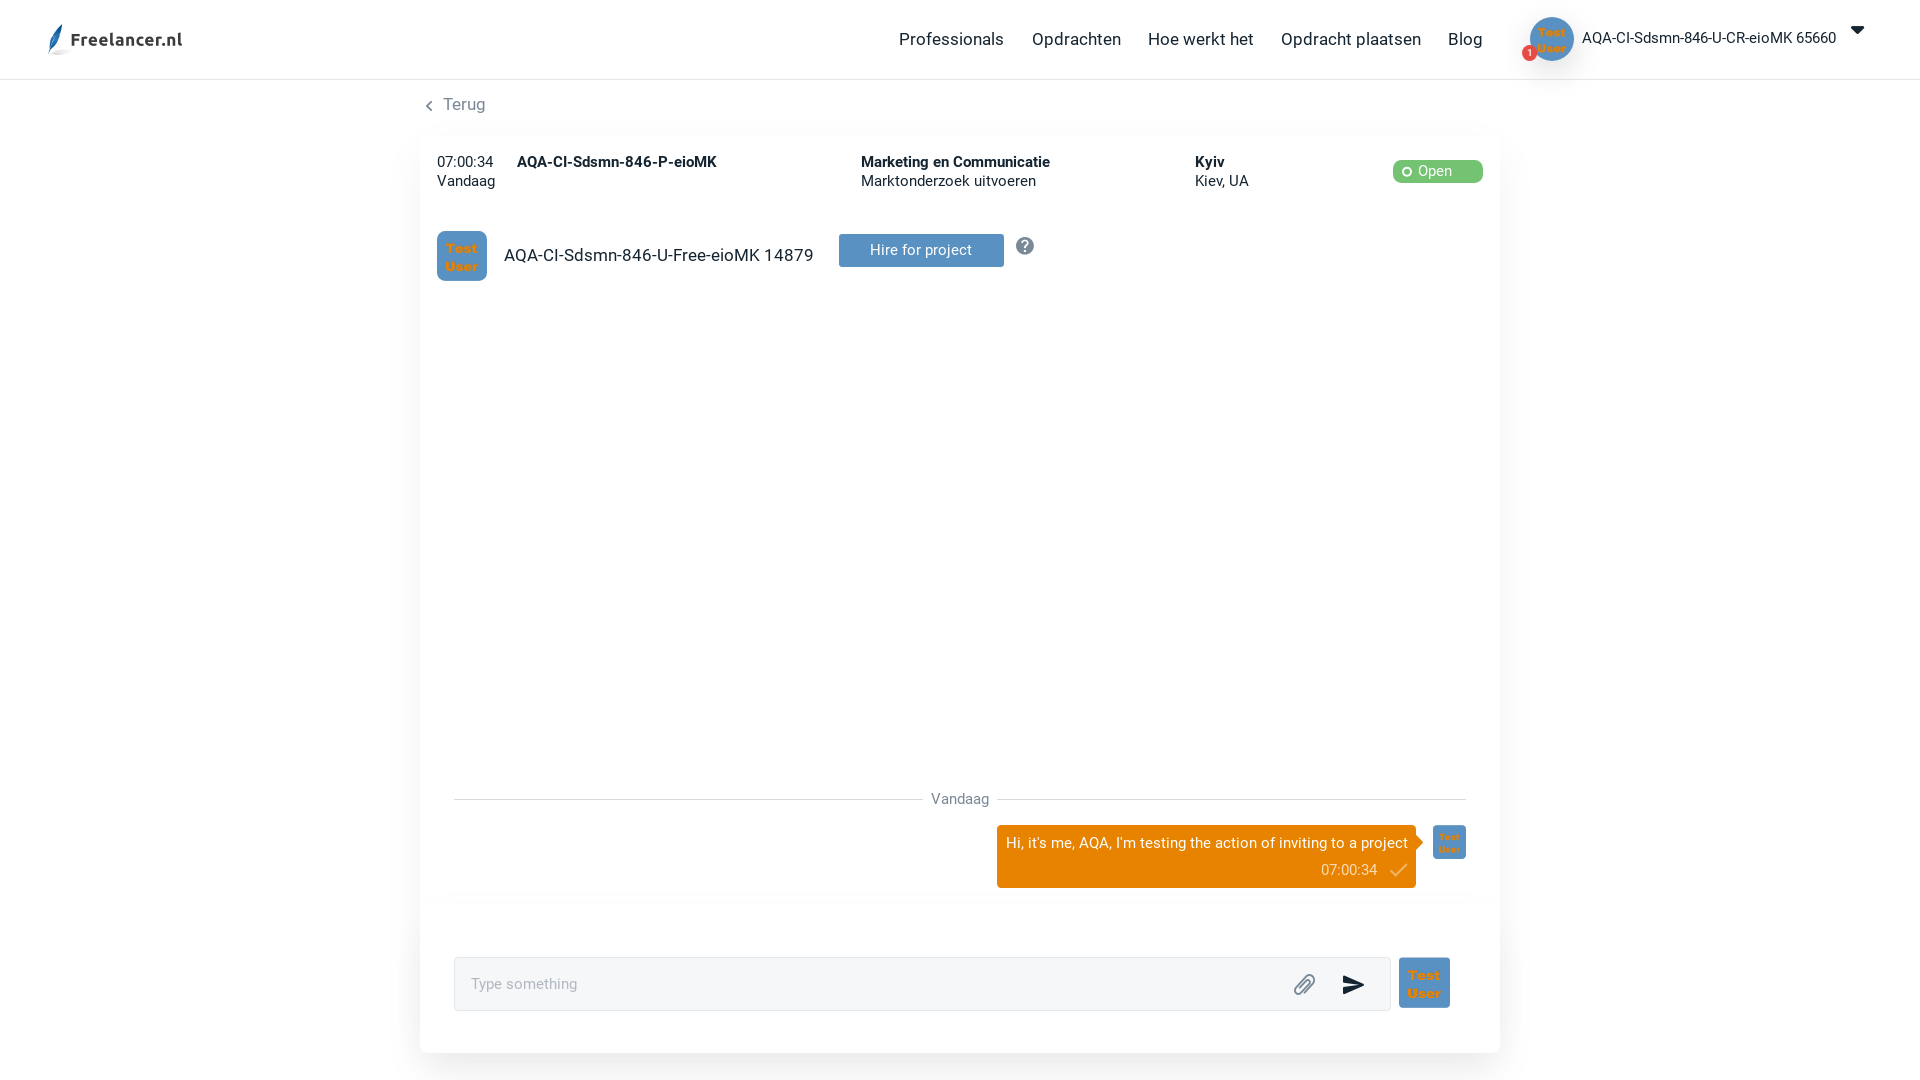 Freelancer.nl
Professionals Opdrachten Hoe werkt het Opdracht plaatsen Blog
Test User
1
AQA-CI-Sdsmn-846-U-CR-eioMK 65660
Terug
07:00:34 AQA-CI-Sdsmn-846-P-eioMK Marketing en Communicatie Kyiv
Vandaag Marktonderzoek uitvoeren Kiev, UA
Open
Test
User
AQA-CI-Sdsmn-846-U-Free-eioMK 14879
Hire for project
?
Vandaag
Hi, it's me, AQA, I'm testing the action of inviting to a project
07:00:34
Test
User
Type something
Test
User